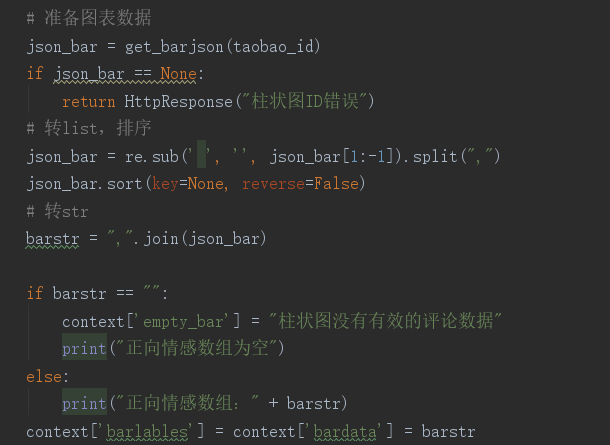 # 准备图表数据
json_bar = get_barjson(taobao_id)
if json_bar == None:
    return HttpResponse("柱状图ID错误")
# 转list，排序
json_bar = re.sub(' ', '', json_bar[1:-1]).split(",")
json_bar.sort(key=None, reverse=False)
# 转str
barstr = ",".join(json_bar)

if barstr == "":
    context['empty_bar'] = "柱状图没有有效的评论数据"
    print("正向情感数组为空")
else:
    print("正向情感数组：" + barstr)
context['barlables'] = context['bardata'] = barstr